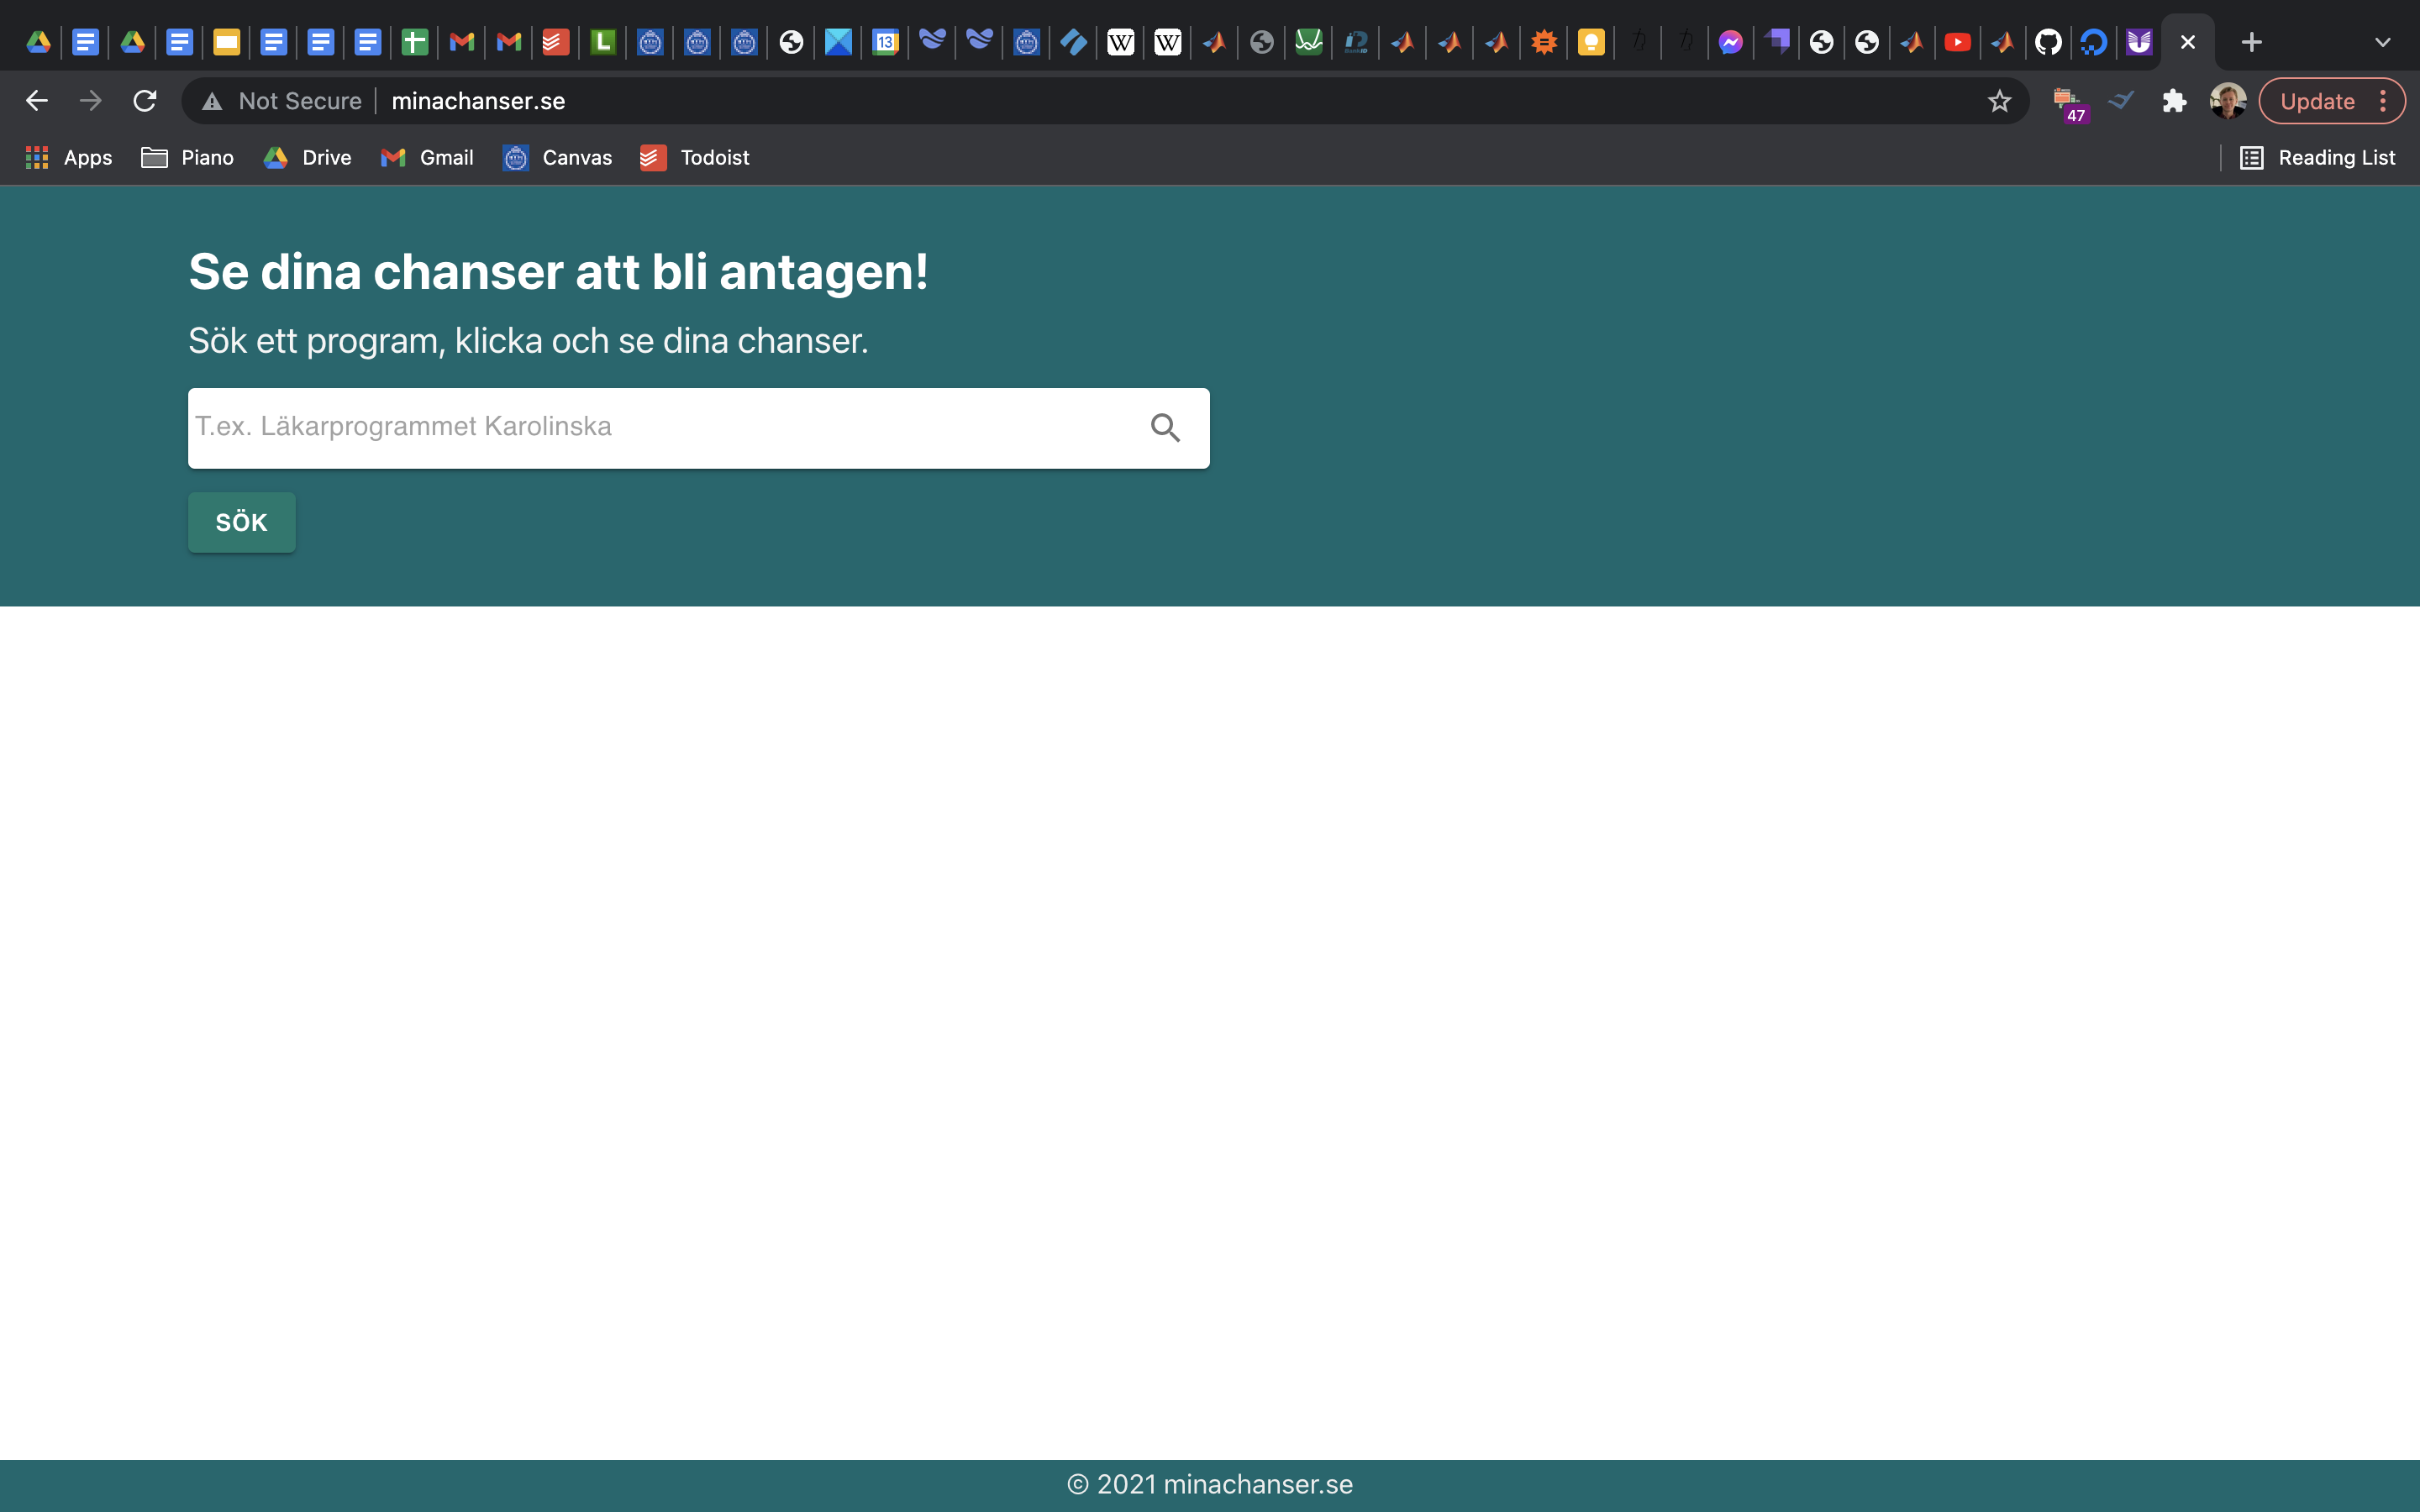 L
13
W
W
Not Secure
minachanser.se
47
Update
Apps
Piano
Drive
Gmail
Canvas
Todoist
Reading List
Se dina chanser att bli antagen!
Sök ett program, klicka och se dina chanser.
T.ex. Läkarprogrammet Karolinska
SÖK
© 2021 minachanser.se